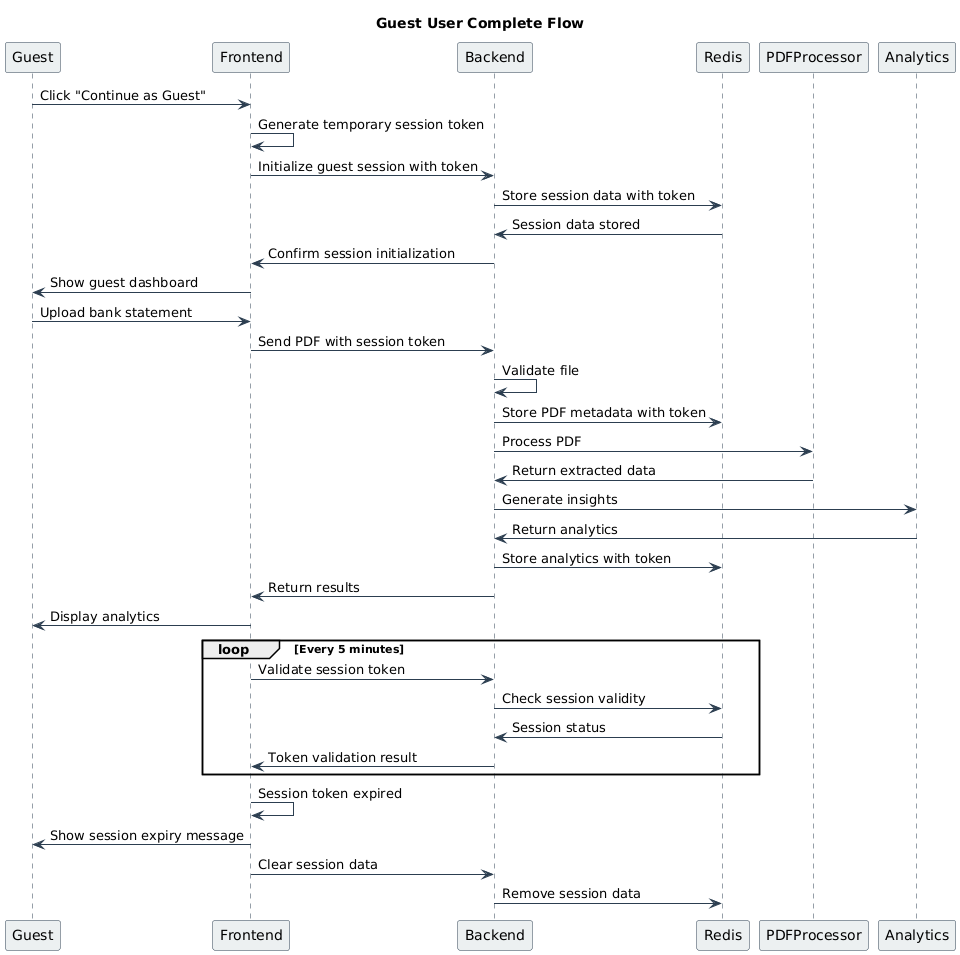 Guest User Complete Flow
Guest Frontend Backend Redis PDFProcessor Analytics
Click "Continue as Guest"
Generate temporary session token
Initialize guest session with token
Store session data with token
Session data stored
Confirm session initialization
Show guest dashboard
Upload bank statement
Send PDF with session token
Validate file
Store PDF metadata with token
Process PDF
Return extracted data
Generate insights
Return analytics
Store analytics with token
Return results
Display analytics
loop [Every 5 minutes]
Validate session token
Check session validity
Session status
Token validation result
Session token expired
Show session expiry message
Clear session data
Remove session data
Guest Frontend Backend Redis PDFProcessor Analytics